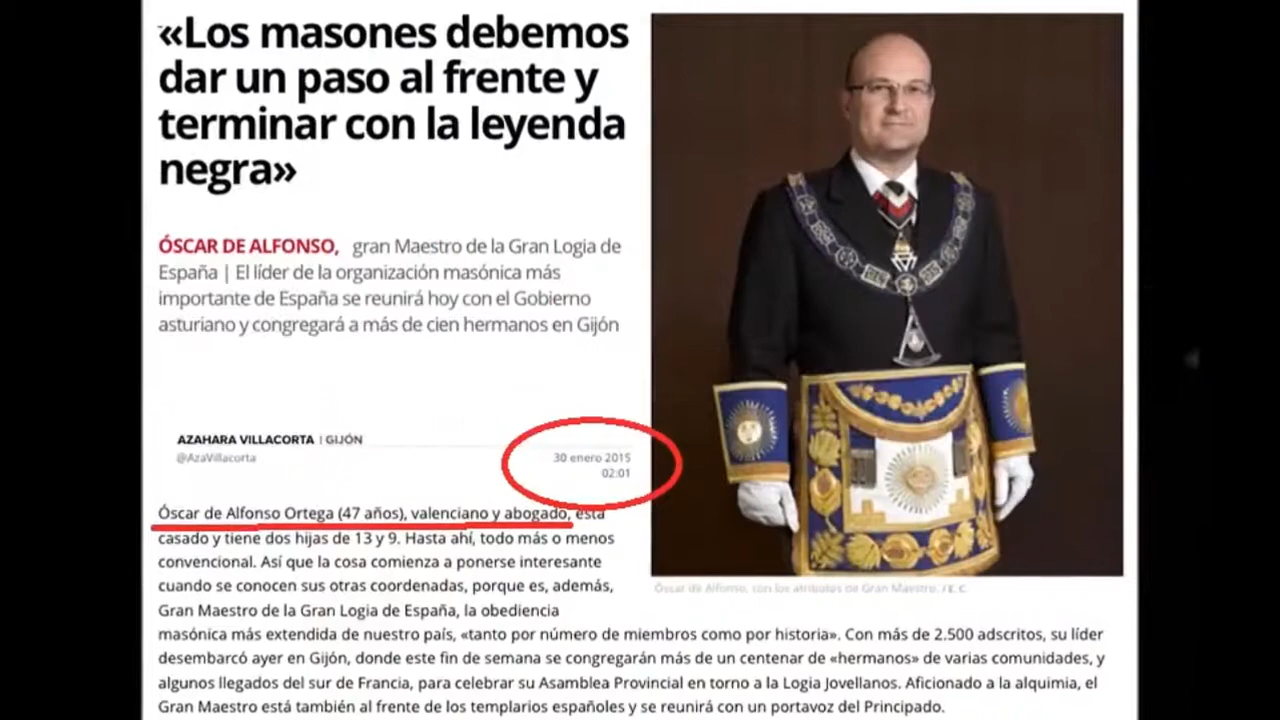 «Los masones debemos
dar un paso al frente y
terminar con la leyenda
negra»
ÓSCAR DE ALFONSO, gran Maestro de la Gran Logia de
España | El líder de la organización masónica más
importante de España se reunirá hoy con el Gobierno
asturiano y congregará a más de cien hermanos en Gijón
AZAHARA VILLACORTA | GIJÓN
@AzaVillacorta
30 enero 2015
02:01
Óscar de Alfonso Ortega (47 años), valenciano y abogado, está
casado y tiene dos hijas de 13 y 9. Hasta ahí, todo más o menos
convencional. Así que la cosa comienza a ponerse interesante
cuando se conocen sus otras coordenadas, porque es, además,
Gran Maestro de la Gran Logia de España, la obediencia
masónica más extendida de nuestro país, «tanto por número de miembros como por historia». Con más de 2.500 adscritos, su líder
desembarcó ayer en Gijón, donde este fin de semana se congregarán más de un centenar de «hermanos» de varias comunidades, y
algunos llegados del sur de Francia, para celebrar su Asamblea Provincial en torno a la Logia Jovellanos. Aficionado a la alquimia, el
Gran Maestro está también al frente de los templarios españoles y se reunirá con un portavoz del Principado.
Óscar de Alfonso, con los atributos de Gran Maestro. / E. C.